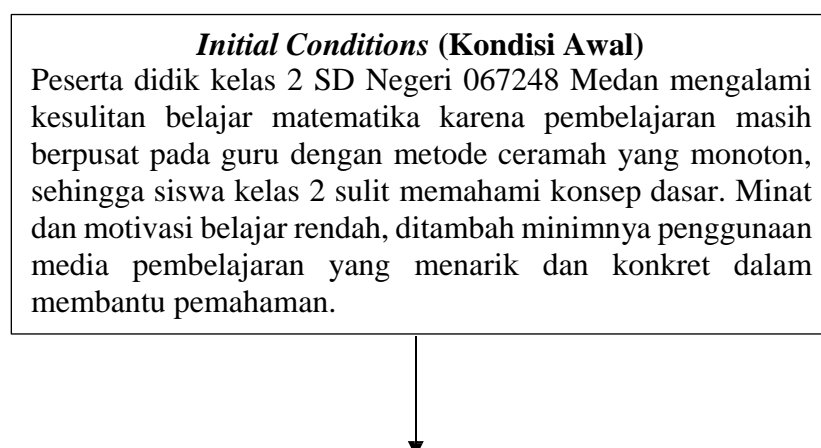 Initial Conditions (Kondisi Awal)
Peserta didik kelas 2 SD Negeri 067248 Medan mengalami
kesulitan belajar matematika karena pembelajaran masih
berpusat pada guru dengan metode ceramah yang monoton,
sehingga siswa kelas 2 sulit memahami konsep dasar. Minat
dan motivasi belajar rendah, ditambah minimnya penggunaan
media pembelajaran yang menarik dan konkret dalam
membantu pemahaman.